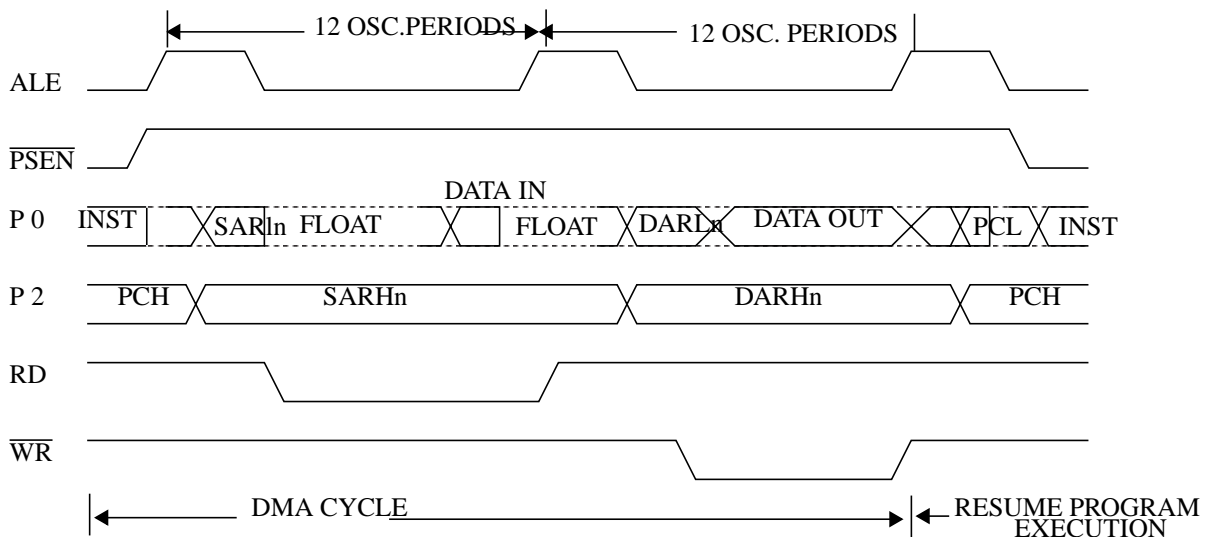 12 OSC.PERIODS 12 OSC. PERIODS
ALE
PSEN
DATA IN
P 0 INST SARln FLOAT FLOAT DARLn DATA OUT PCL INST
P 2 PCH SARHn DARHn PCH
RD
WR
DMA CYCLE RESUME PROGRAM
EXECUTION